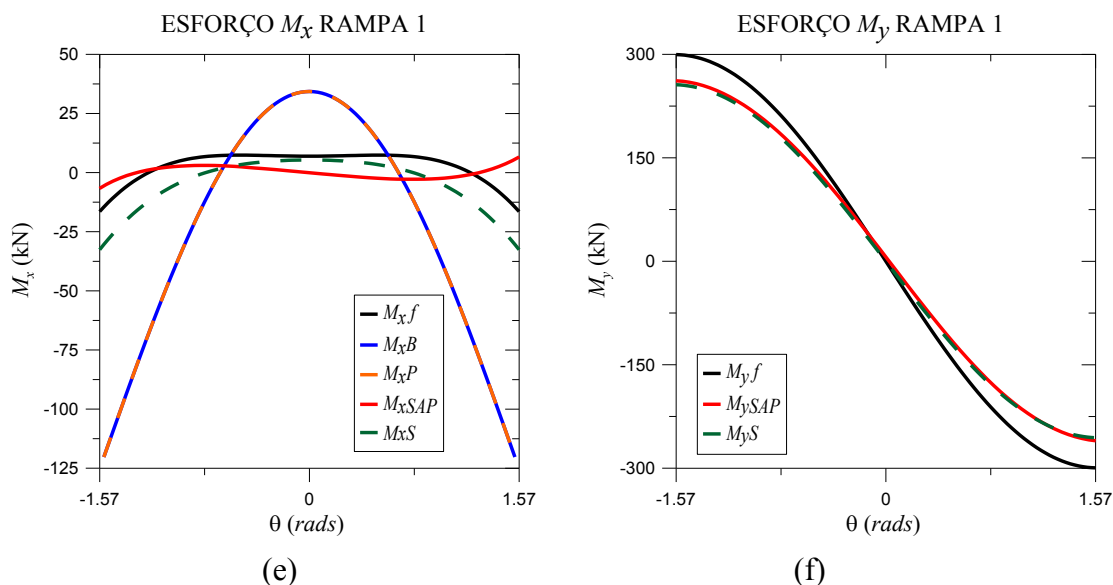 ESFORÇO Mx RAMPA 1
50
25
0
-25
-50
-75
-100
-125
Mx (kN)
Mx f
MxB
MxP
MxSAP
MxS
-1.57 0 1.57
θ (rads)
(e)
ESFORÇO My RAMPA 1
300
150
0
-150
-300
My (kN)
My f
MySAP
MyS
-1.57 0 1.57
θ (rads)
(f)